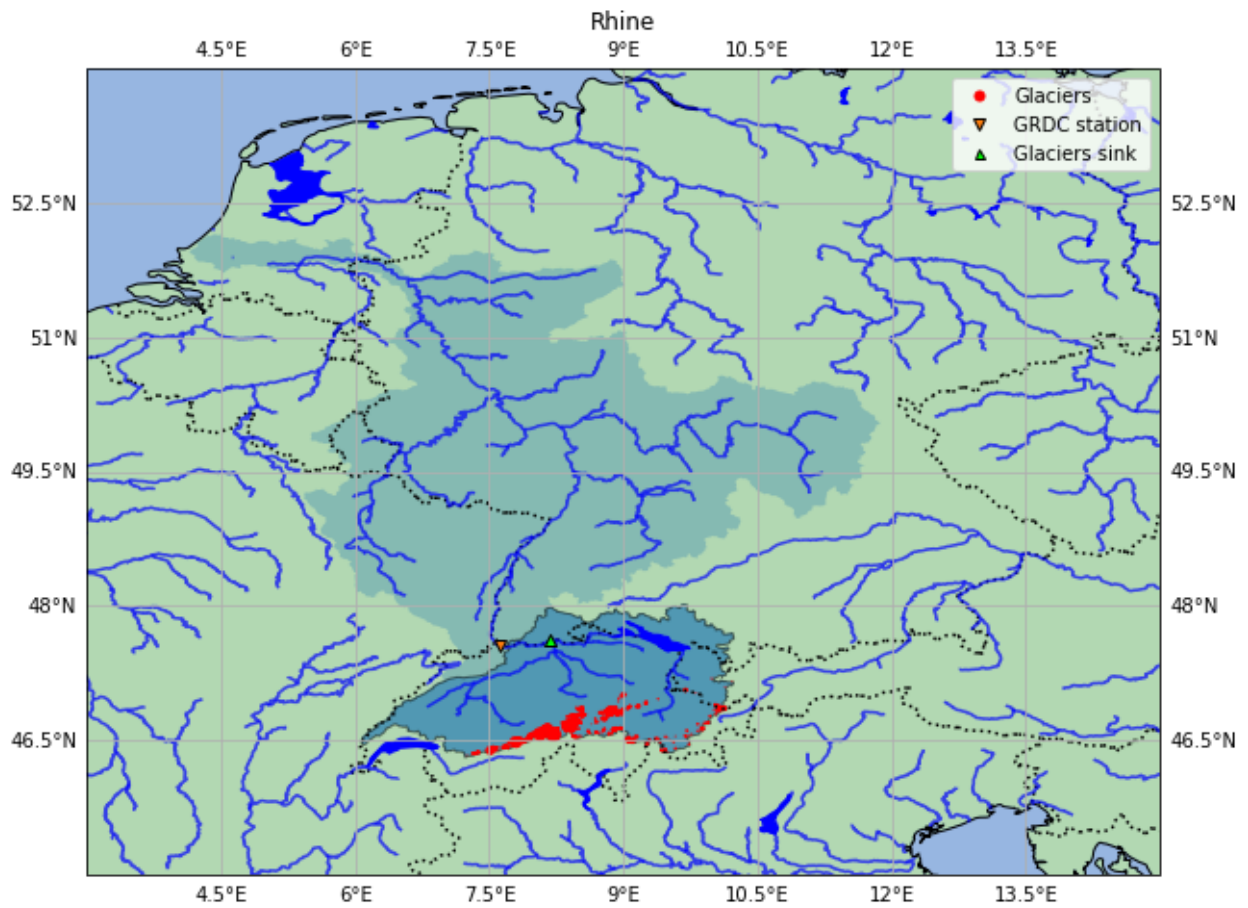 Rhine
4.5°E 6°E 7.5°E 9°E 10.5°E 12°E 13.5°E
Glaciers
GRDC station
Glaciers sink
52.5°N 52.5°N
51°N 51°N
49.5°N 49.5°N
48°N 48°N
46.5°N 46.5°N
4.5°E 6°E 7.5°E 9°E 10.5°E 12°E 13.5°E